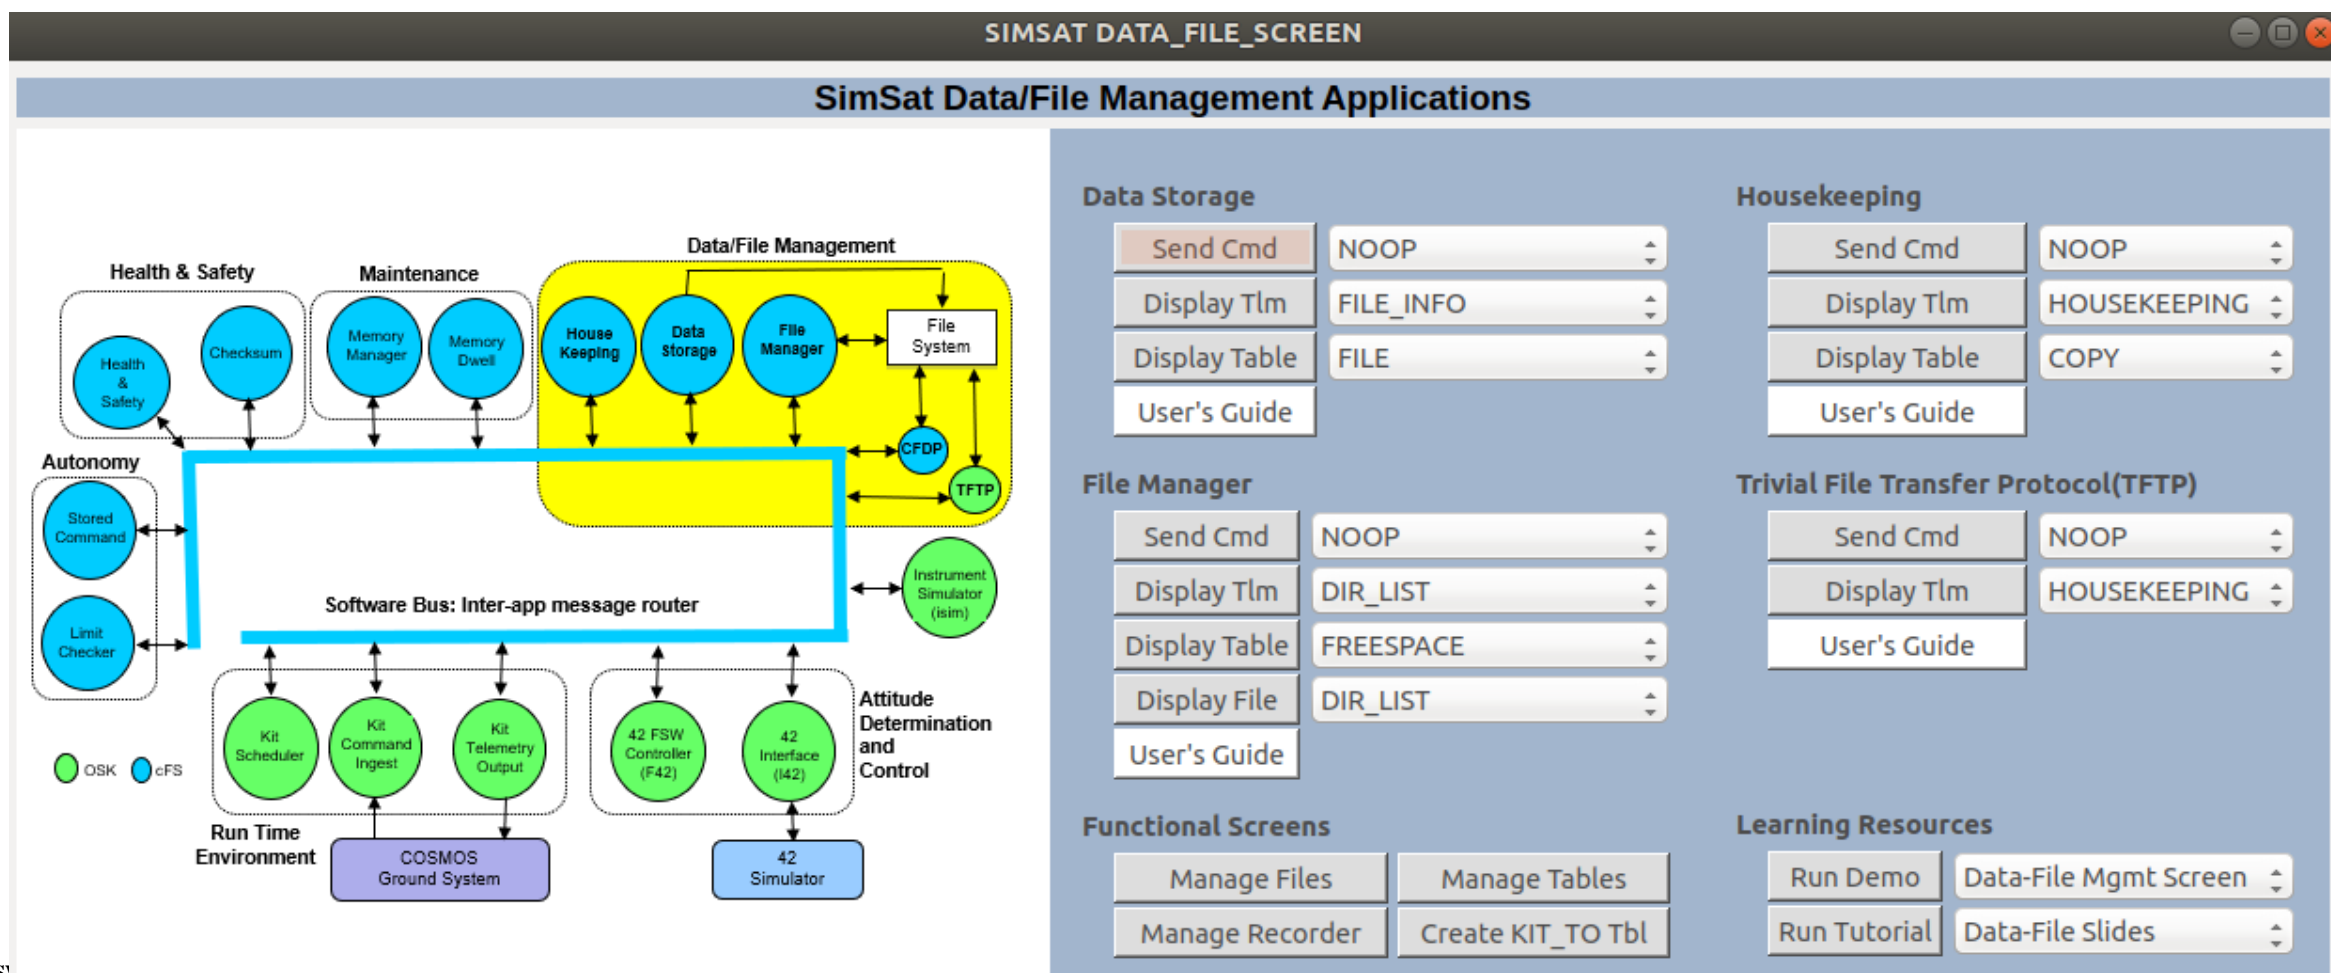 SIMSAT DATA_FILE_SCREEN
SimSat Data/File Management Applications
Data/File Management
Health & Safety
Maintenance
Health
&
Safety
Checksum
Memory
Manager
Memory
Dwell
House
Keeping
Data
Storage
File
Manager
File
System
CFDP
TFTP
Autonomy
Stored
Command
Limit
Checker
Instrument
Simulator
(isim)
Software Bus: Inter-app message router
Kit
Scheduler
Kit
Command
Ingest
Kit
Telemetry
Output
42 FSW
Controller
(F42)
42
Interface
(I42)
Attitude
Determination
and
Control
OSK
cFS
Run Time
Environment
COSMOS
Ground System
42
Simulator
Data Storage
Send Cmd NOOP
Display Tlm FILE_INFO
Display Table FILE
User's Guide
Housekeeping
Send Cmd NOOP
Display Tlm HOUSEKEEPING
Display Table COPY
User's Guide
File Manager
Send Cmd NOOP
Display Tlm DIR_LIST
Display Table FREESPACE
Display File DIR_LIST
User's Guide
Trivial File Transfer Protocol(TFTP)
Send Cmd NOOP
Display Tlm HOUSEKEEPING
User's Guide
Functional Screens
Manage Files Manage Tables
Manage Recorder Create KIT_TO Tbl
Learning Resources
Run Demo Data-File Mgmt Screen
Run Tutorial Data-File Slides